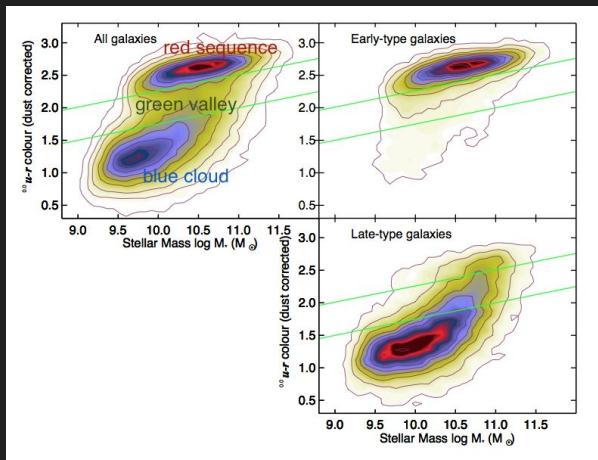 All galaxies
red sequence
green valley
blue cloud
3.0
2.5
2.0
1.5
1.0
0.5
9.0 9.5 10.0 10.5 11.0 11.5
Stellar Mass log M* (M⊙)
0.0 u-r colour (dust corrected)
Early-type galaxies
3.0
2.5
2.0
1.5
1.0
0.5
Late-type galaxies
3.0
2.5
2.0
1.5
1.0
0.5
9.0 9.5 10.0 10.5 11.0 11.5
Stellar Mass log M* (M⊙)
0.0 u-r colour (dust corrected)